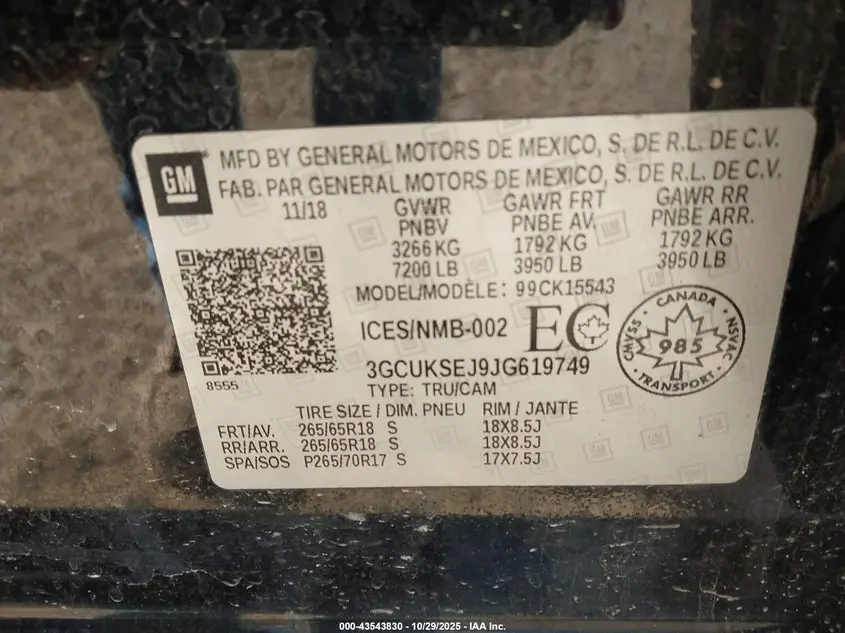 GM
MFD BY GENERAL MOTORS DE MEXICO, S. DE R.L. DE C.V.
FAB. PAR GENERAL MOTORS DE MEXICO, S. DE R.L. DE C.V.
11/18 GVWR GAWR FRT GAWR RR
PNBV PNBE AV. PNBE ARR.
3266 KG 1792 KG 1792 KG
7200 LB 3950 LB 3950 LB
MODEL/MODÈLE: 99CK15543
ICES/NMB-002 EC
CANADA
CMVSS NSVAC
985
TRANSPORT
3GCUKSEJ9JG619749
8555
TYPE: TRU/CAM
TIRE SIZE / DIM. PNEU RIM / JANTE
FRT/AV. 265/65R18 S 18X8.5J
RR/ARR. 265/65R18 S 18X8.5J
SPA/SOS P265/70R17 S 17X7.5J
000-43543830 - 10/29/2025 - IAA Inc.